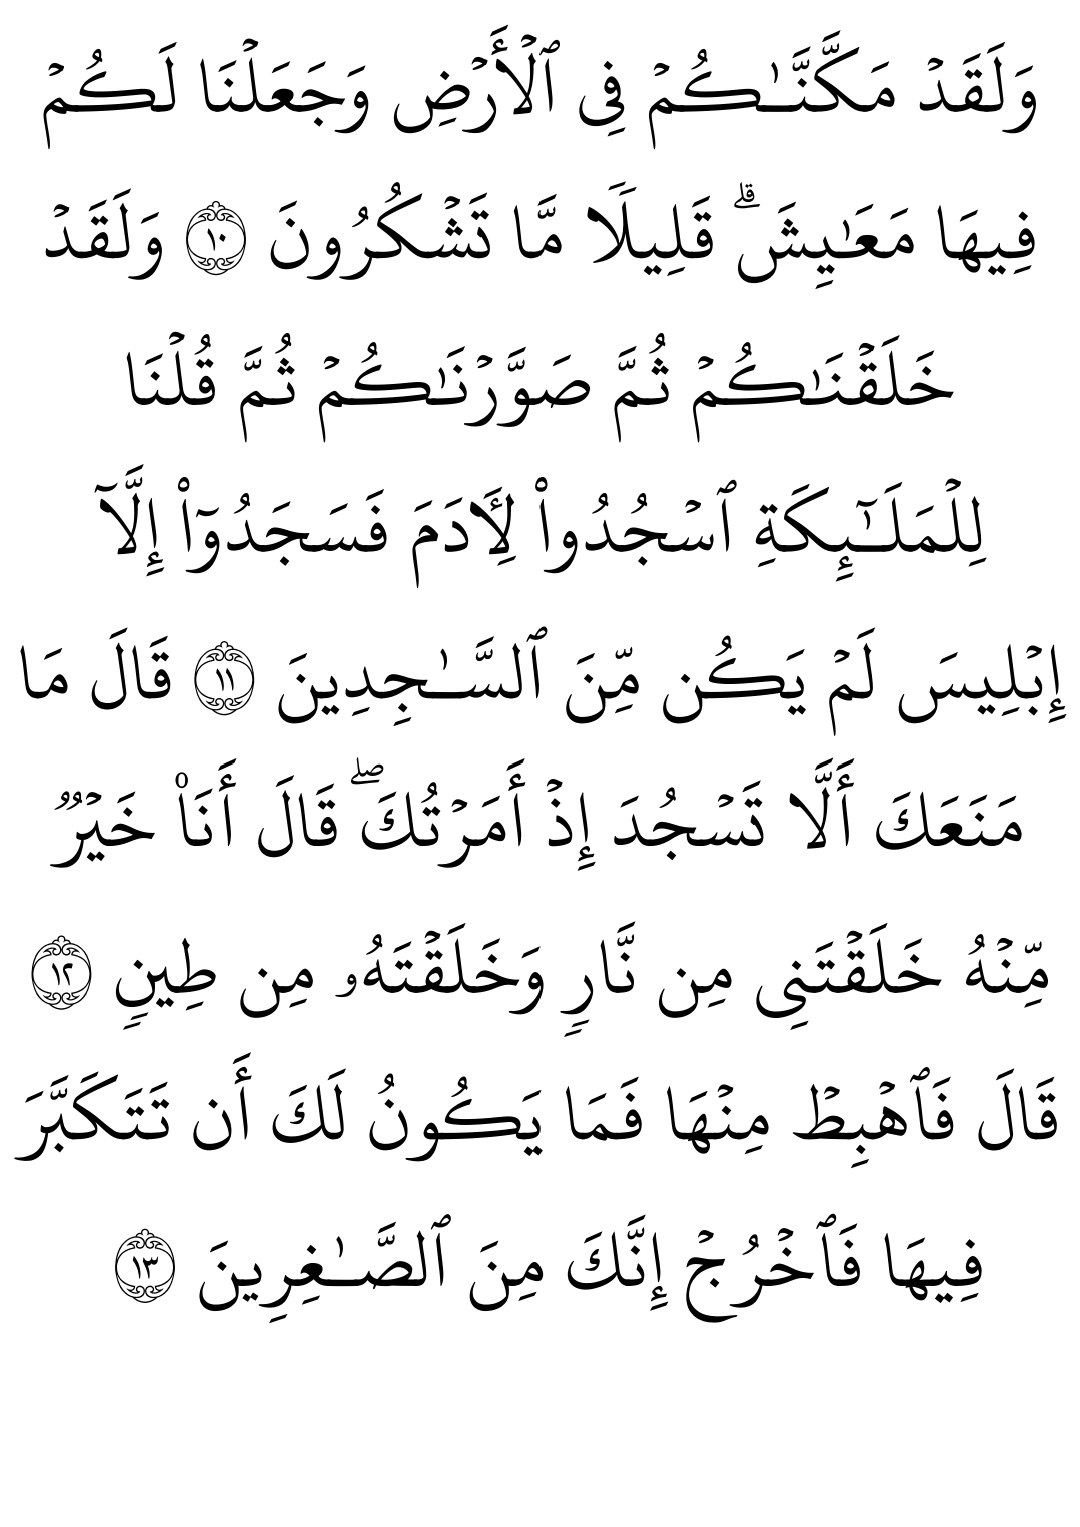 وَلَقَدۡ مَكَّنَّـٰكُمۡ فِى ٱلۡأَرۡضِ وَجَعَلۡنَا لَكُمۡ
فِيهَا مَعَـٰيِشَۗ قَلِيلًا مَّا تَشۡكُرُونَ ١٠ وَلَقَدۡ
خَلَقۡنَـٰكُمۡ ثُمَّ صَوَّرۡنَـٰكُمۡ ثُمَّ قُلۡنَا
لِلۡمَلَـٰٓئِكَةِ ٱسۡجُدُوا۟ لِأَدَمَ فَسَجَدُوٓا۟ إِلَّآ
إِبۡلِيسَ لَمۡ يَكُن مِّنَ ٱلسَّـٰجِدِينَ ١١ قَالَ مَا
مَنَعَكَ أَلَّا تَسۡجُدَ إِذۡ أَمَرۡتُكَۖ قَالَ أَنَا۠ خَيۡرٌ
مِّنۡهُ خَلَقۡتَنِى مِن نَّارٍ وَخَلَقۡتَهُۥ مِن طِينٍ ١٢
قَالَ فَٱهۡبِطۡ مِنۡهَا فَمَا يَكُونُ لَكَ أَن تَتَكَبَّرَ
فِيهَا فَٱخۡرُجۡ إِنَّكَ مِنَ ٱلصَّـٰغِرِينَ ١٣